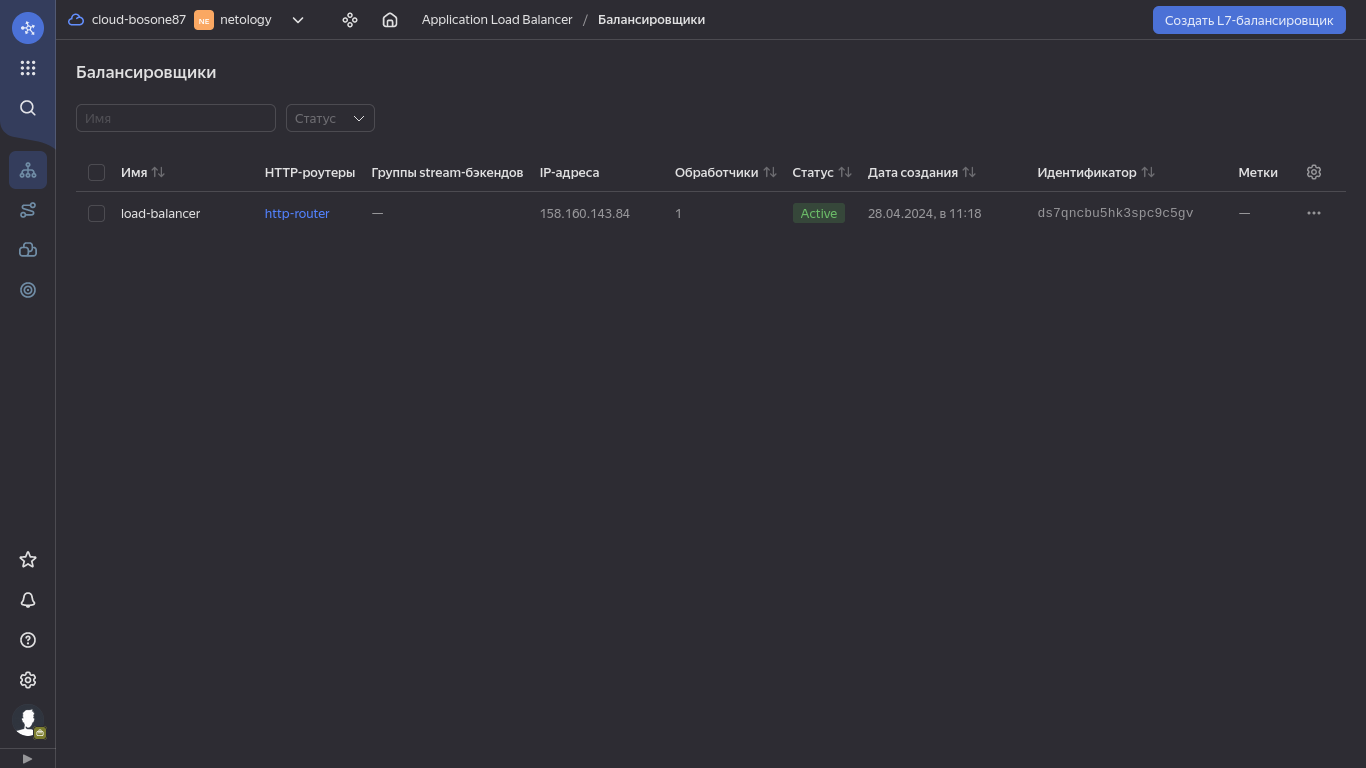 cloud-bosone87 NE netology Application Load Balancer / Балансировщики Создать L7-балансировщик
Балансировщики
Имя Статус
Имя HTTP-роутеры Группы stream-бэкендов IP-адреса Обработчики Статус Дата создания Идентификатор Метки
load-balancer http-router — 158.160.143.84 1 Active 28.04.2024, в 11:18 ds7qncbu5hk3spc9c5gv —